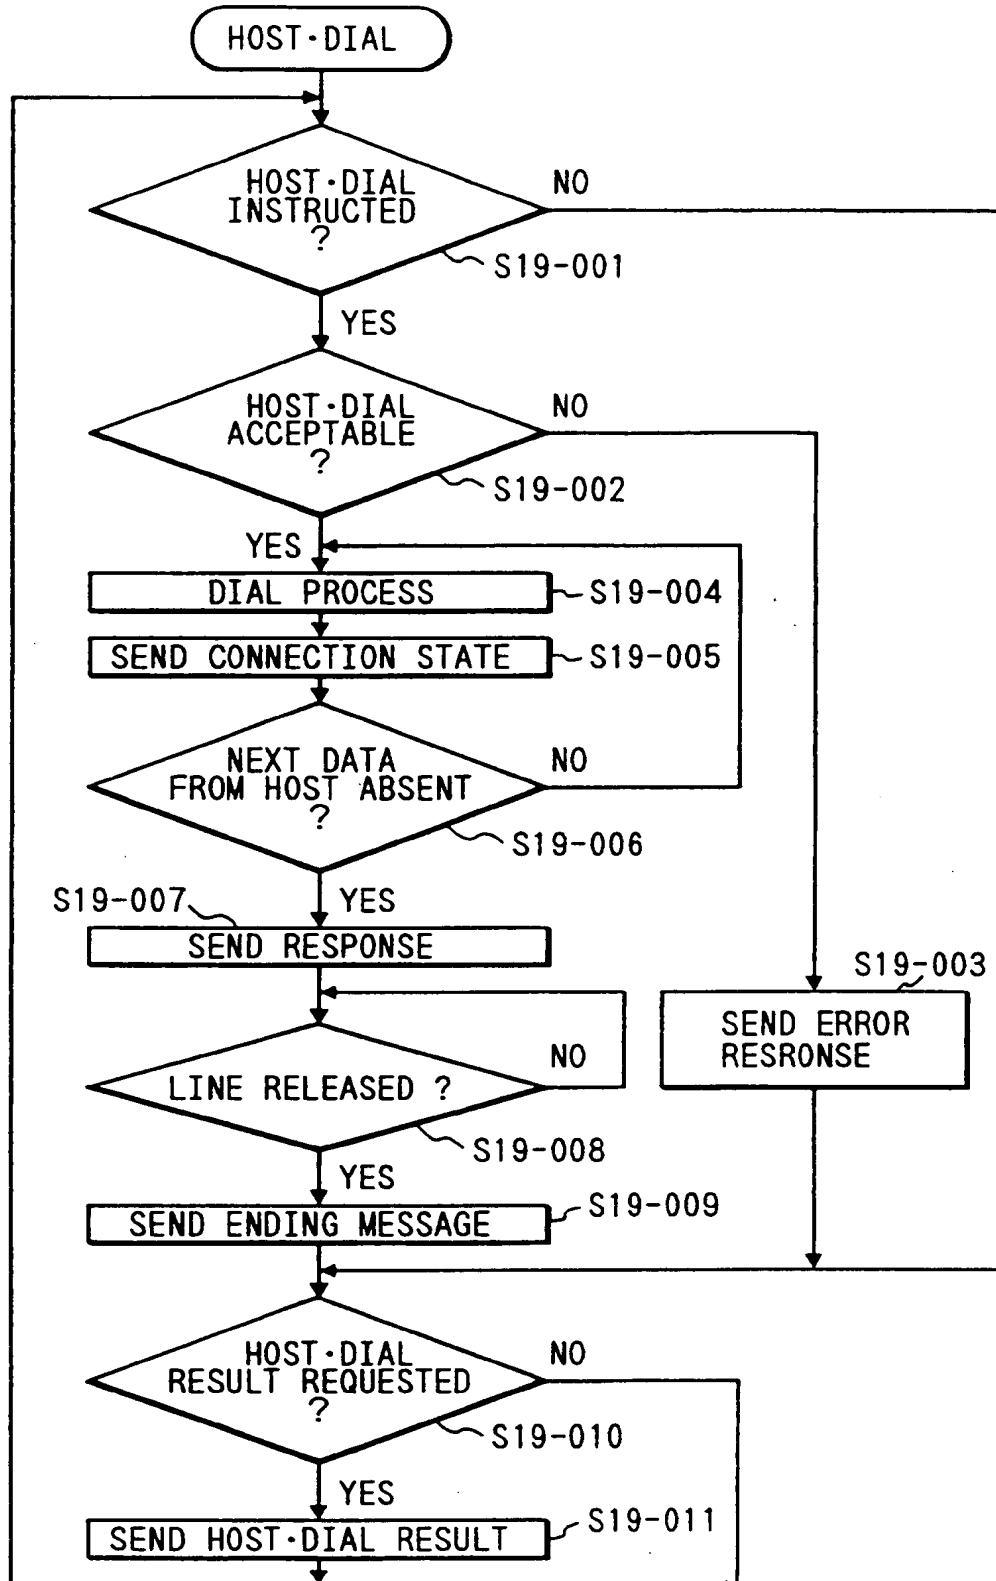 HOST·DIAL
HOST·DIAL
INSTRUCTED
?
NO
S19-001
YES
HOST·DIAL
ACCEPTABLE
?
NO
S19-002
YES
DIAL PROCESS
S19-004
SEND CONNECTION STATE
S19-005
NEXT DATA
FROM HOST ABSENT
?
NO
S19-006
S19-007
YES
SEND RESPONSE
S19-003
SEND ERROR
RESRONSE
LINE RELEASED ?
NO
S19-008
YES
SEND ENDING MESSAGE
S19-009
HOST·DIAL
RESULT REQUESTED
?
NO
S19-010
YES
SEND HOST·DIAL RESULT
S19-011